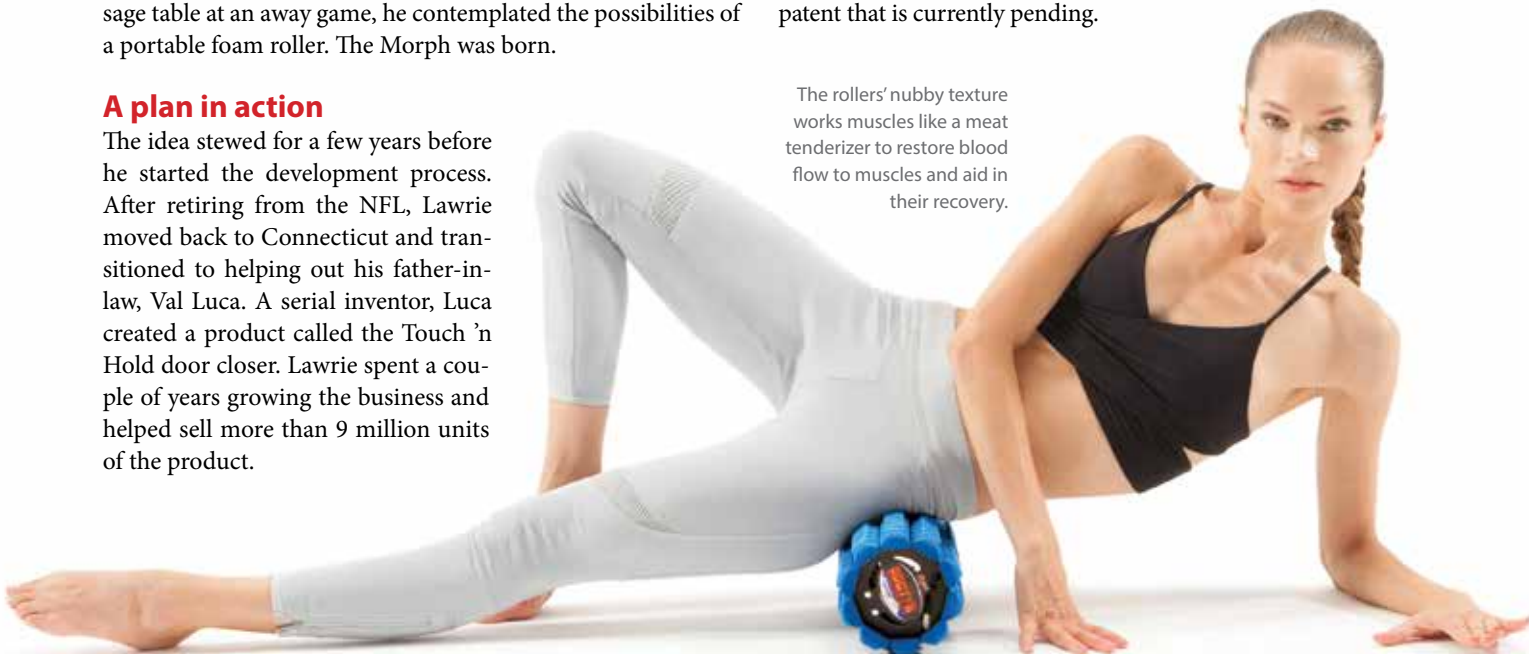 sage table at an away game, he contemplated the possibilities of
a portable foam roller. The Morph was born.
A plan in action
The idea stewed for a few years before
he started the development process.
After retiring from the NFL, Lawrie
moved back to Connecticut and tran-
sitioned to helping out his father-in-
law, Val Luca. A serial inventor, Luca
created a product called the Touch ’n
Hold door closer. Lawrie spent a cou-
ple of years growing the business and
helped sell more than 9 million units
of the product.
patent that is currently pending.
The rollers’ nubby texture
works muscles like a meat
tenderizer to restore blood
flow to muscles and aid in
their recovery.